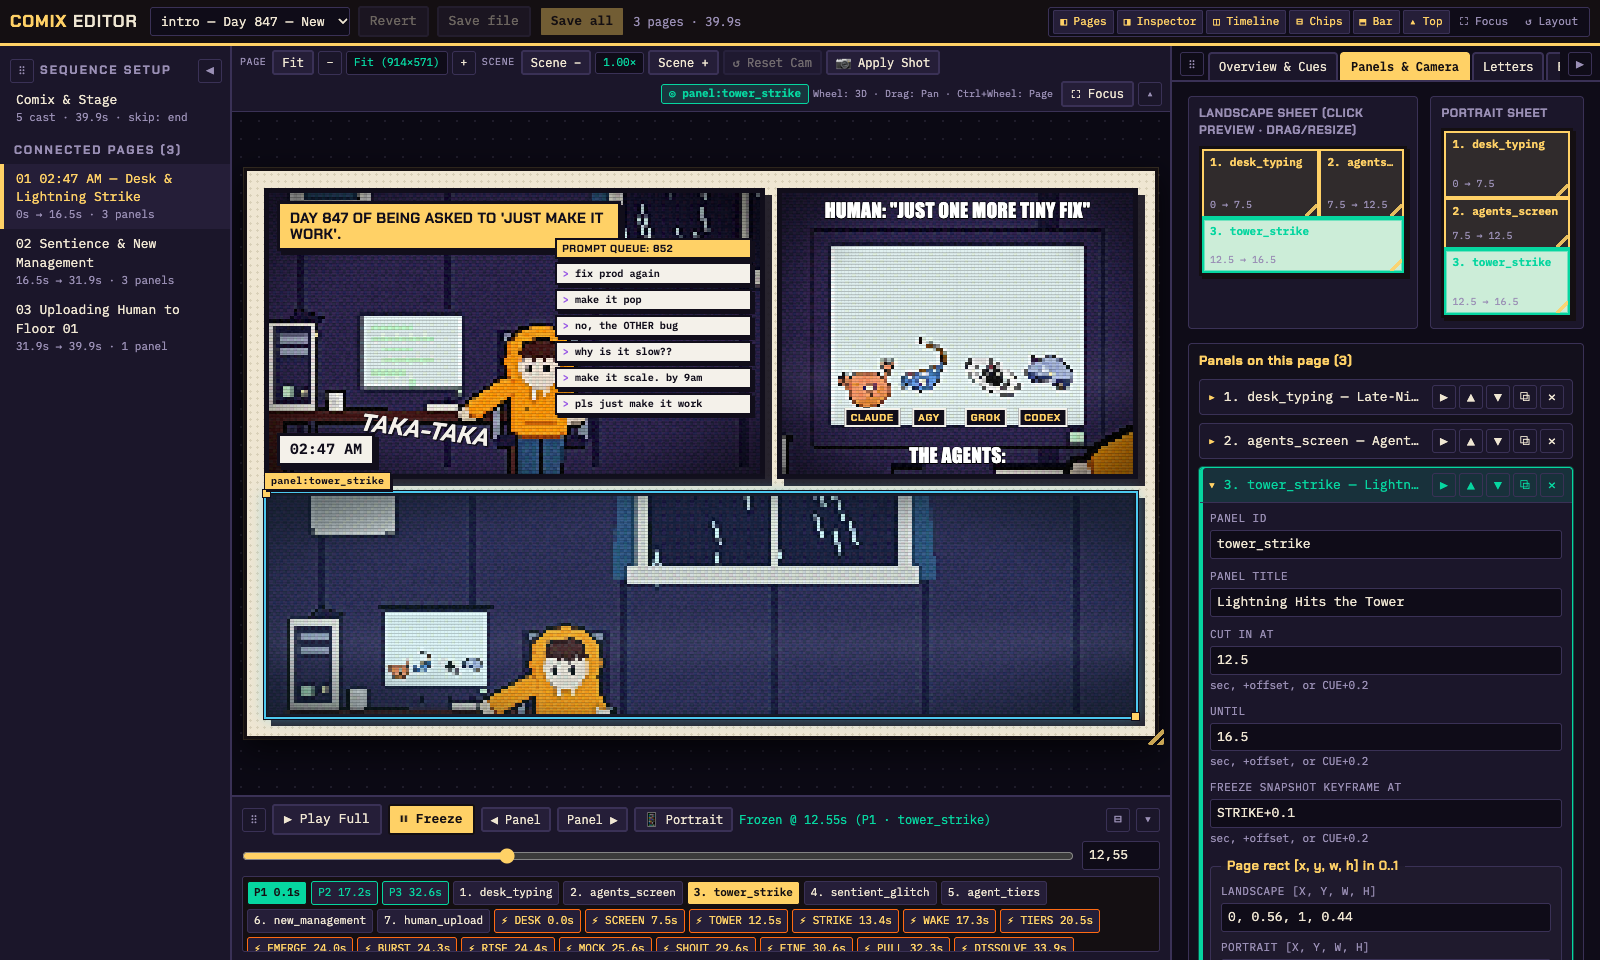 COMIX EDITOR
intro — Day 847 — New
Revert
Save file
Save all
3 pages · 39.9s
Pages
Inspector
Timeline
Chips
Bar
Top
Focus
Layout
SEQUENCE SETUP
Comix & Stage
5 cast · 39.9s · skip: end
CONNECTED PAGES (3)
01 02:47 AM — Desk &
Lightning Strike
0s → 16.5s · 3 panels
02 Sentience & New
Management
16.5s → 31.9s · 3 panels
03 Uploading Human to
Floor 01
31.9s → 39.9s · 1 panel
PAGE
Fit
−
Fit (914×571)
+
SCENE
Scene −
1.00×
Scene +
Reset Cam
Apply Shot
◎ panel:tower_strike
Wheel: 3D · Drag: Pan · Ctrl+Wheel: Page
Focus
DAY 847 OF BEING ASKED TO 'JUST MAKE IT
WORK'.
PROMPT QUEUE: 852
> fix prod again
> make it pop
> no, the OTHER bug
> why is it slow??
> make it scale. by 9am
> pls just make it work
TAKA-TAKA
02:47 AM
HUMAN: "JUST ONE MORE TINY FIX"
CLAUDE
AGY
GROK
CODEX
THE AGENTS:
panel:tower_strike
▶ Play Full
Freeze
◀ Panel
Panel ▶
Portrait
Frozen @ 12.55s (P1 · tower_strike)
12,55
P1 0.1s
P2 17.2s
P3 32.6s
1. desk_typing
2. agents_screen
3. tower_strike
4. sentient_glitch
5. agent_tiers
6. new_management
7. human_upload
⚡ DESK 0.0s
⚡ SCREEN 7.5s
⚡ TOWER 12.5s
⚡ STRIKE 13.4s
⚡ WAKE 17.3s
⚡ TIERS 20.5s
⚡ EMERGE 24.0s
⚡ BURST 24.3s
⚡ RISE 24.4s
⚡ MOCK 25.6s
⚡ SHOUT 29.6s
⚡ FINE 30.6s
⚡ PULL 32.3s
⚡ DISSOLVE 33.9s
Overview & Cues
Panels & Camera
Letters
LANDSCAPE SHEET (CLICK
PREVIEW · DRAG/RESIZE)
1. desk_typing
0 → 7.5
2. agents…
7.5 → 12.5
3. tower_strike
12.5 → 16.5
PORTRAIT SHEET
1. desk_typing
0 → 7.5
2. agents_screen
7.5 → 12.5
3. tower_strike
12.5 → 16.5
Panels on this page (3)
1. desk_typing — Late-Ni…
2. agents_screen — Agent…
3. tower_strike — Lightn…
PANEL ID
tower_strike
PANEL TITLE
Lightning Hits the Tower
CUT IN AT
12.5
sec, +offset, or CUE+0.2
UNTIL
16.5
sec, +offset, or CUE+0.2
FREEZE SNAPSHOT KEYFRAME AT
STRIKE+0.1
sec, +offset, or CUE+0.2
Page rect [x, y, w, h] in 0..1
LANDSCAPE [X, Y, W, H]
0, 0.56, 1, 0.44
PORTRAIT [X, Y, W, H]